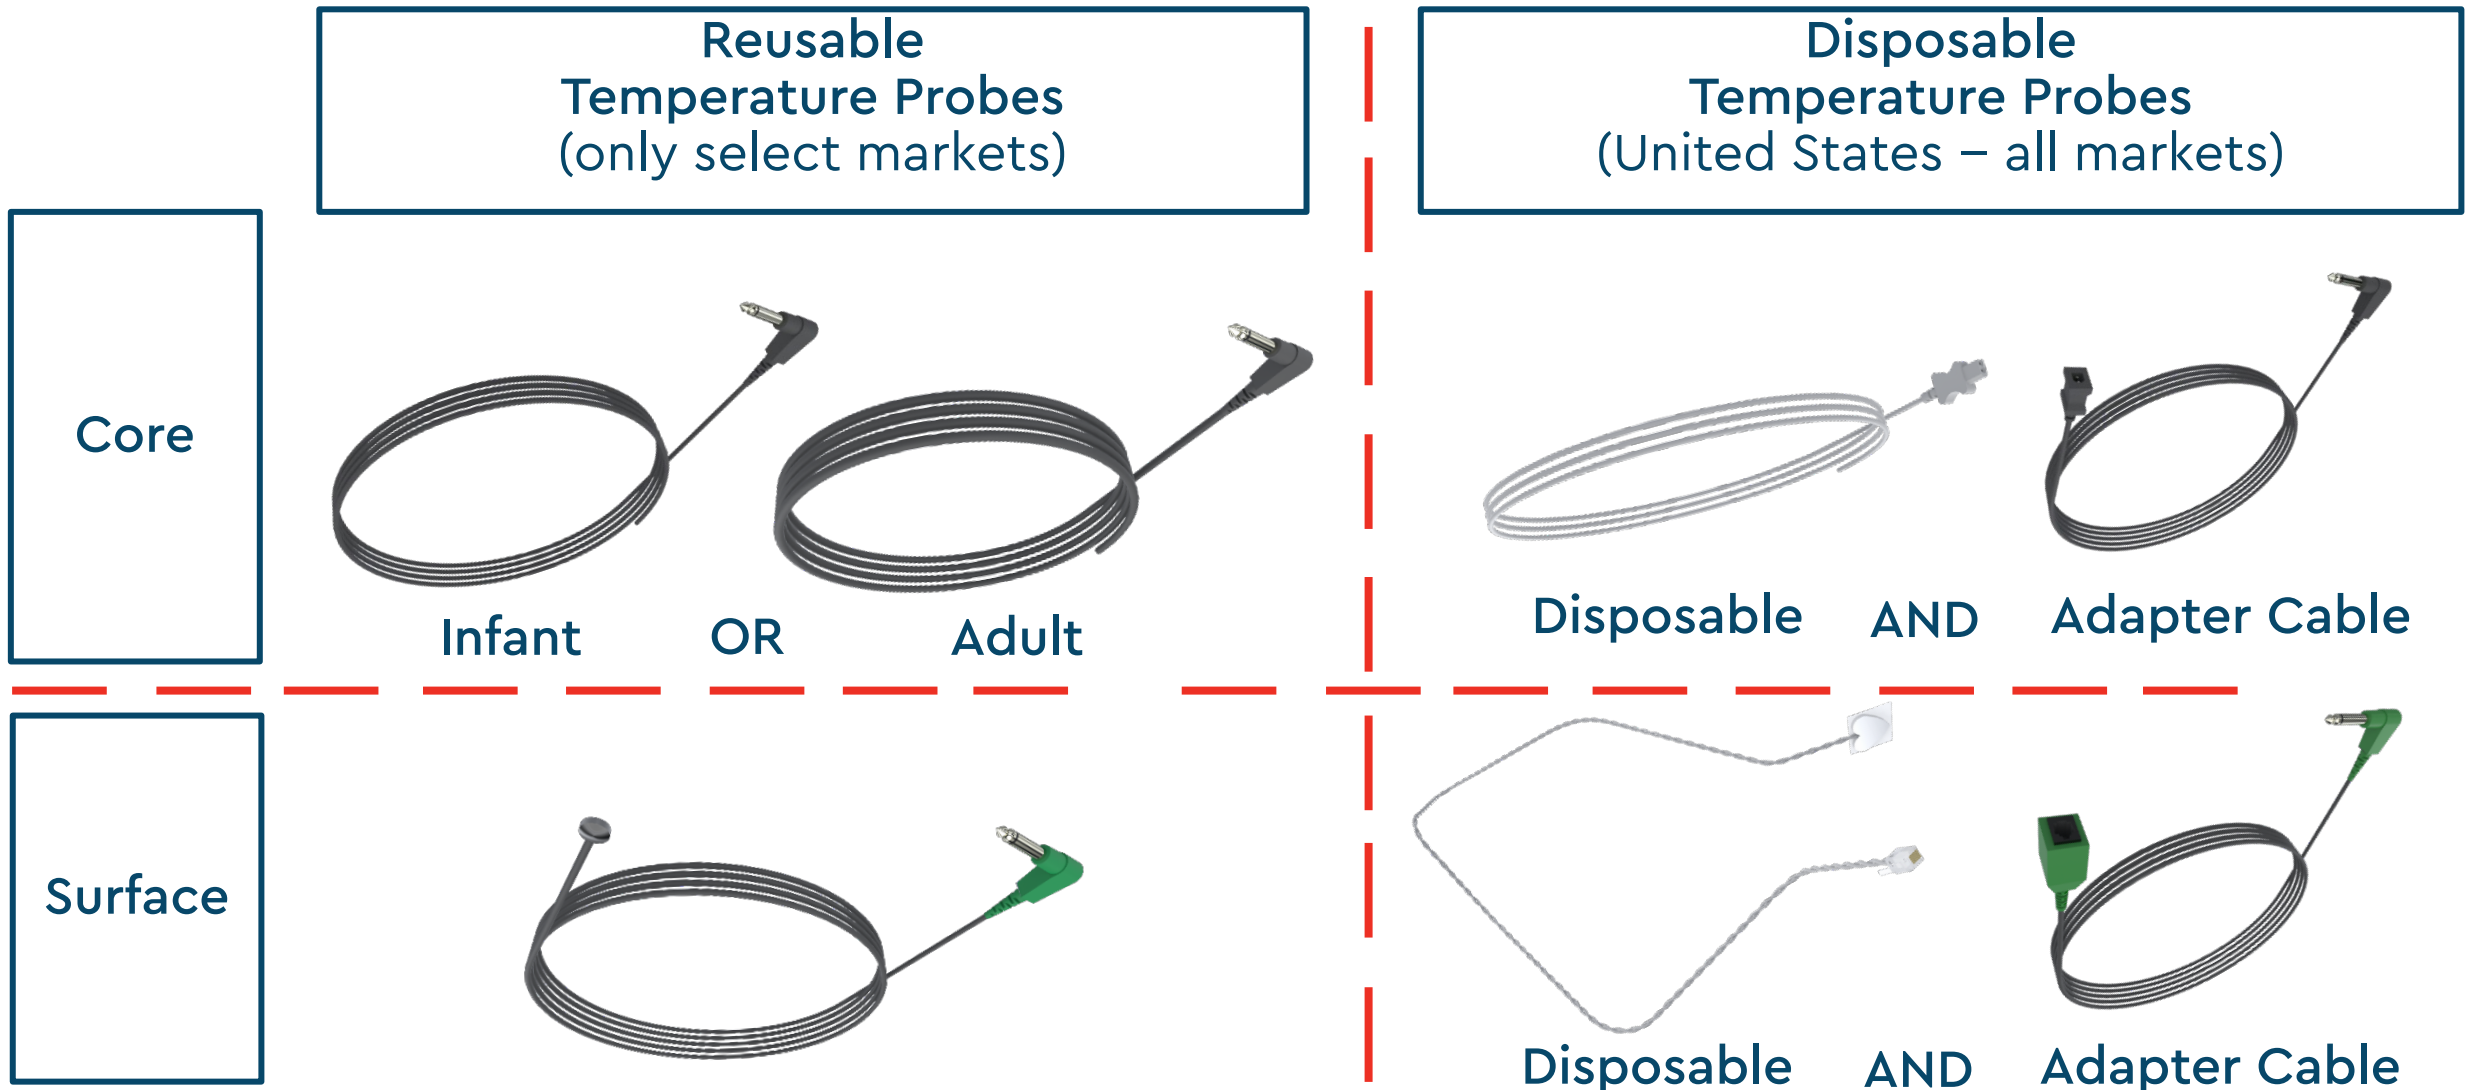 Reusable
Temperature Probes
(only select markets)
Disposable
Temperature Probes
(United States – all markets)
Core
Infant OR Adult
Disposable AND Adapter Cable
Surface
Disposable AND Adapter Cable